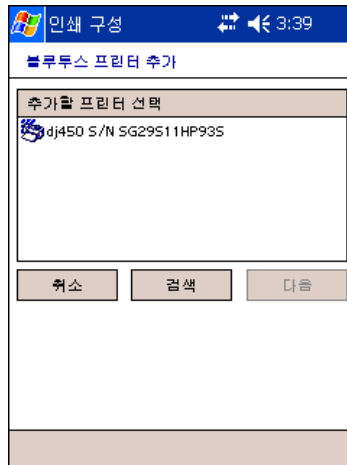 인쇄 구성 3:39
블루투스 프린터 추가
추가할 프린터 선택
dj450 S/N SG29S11HP93S
취소 검색 다음